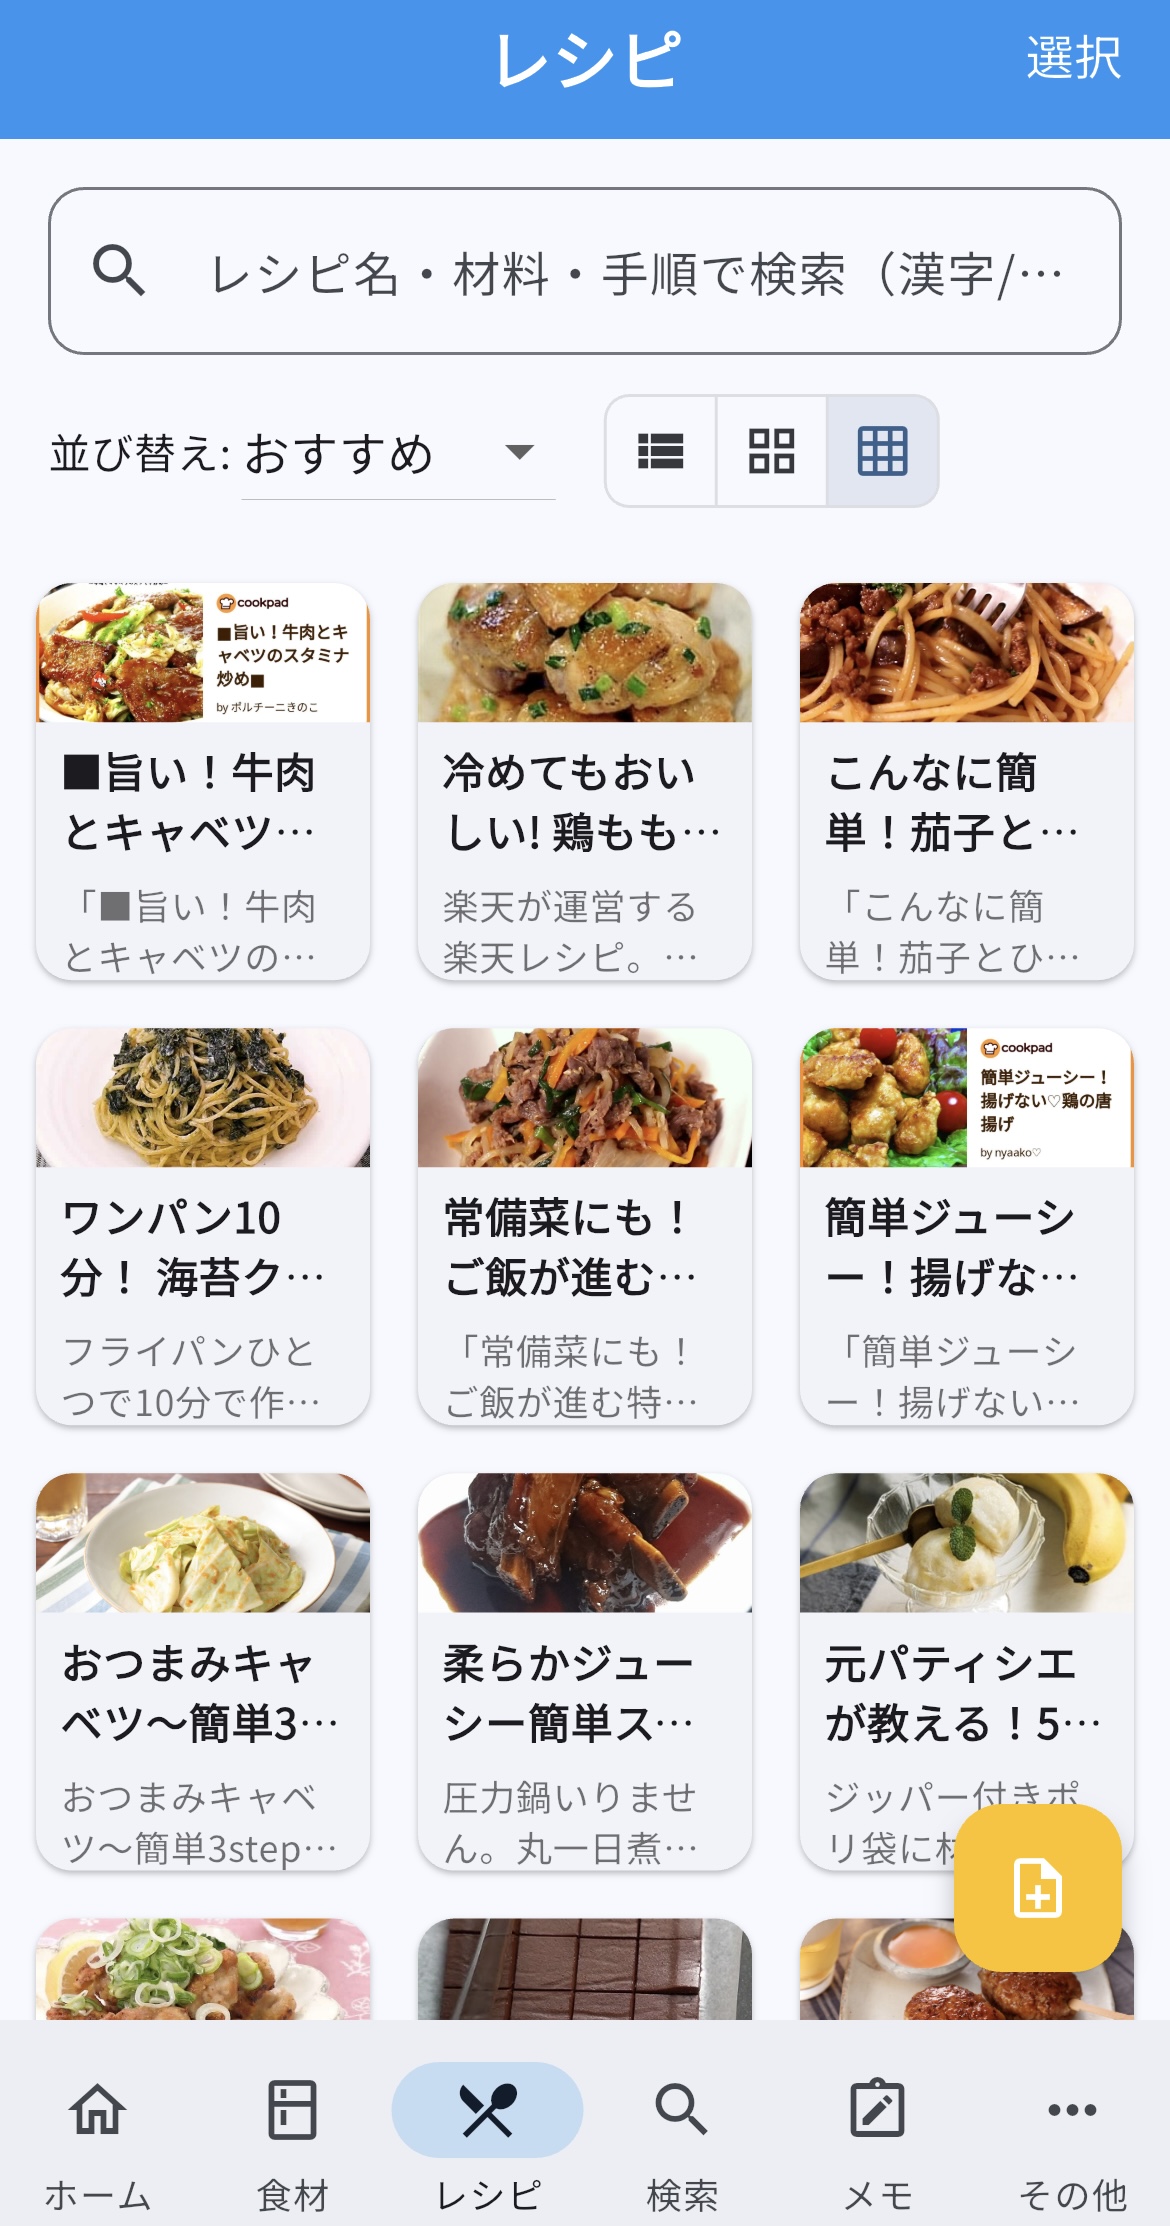 レシピ
選択
レシピ名・材料・手順で検索（漢字/…
並び替え: おすすめ
cookpad
■旨い！牛肉とキ
ャベツのスタミナ
炒め■
by ポルチーニきのこ
■旨い！牛肉
とキャベツ…
「■旨い！牛肉
とキャベツの…
冷めてもおい
しい! 鶏もも…
楽天が運営する
楽天レシピ。…
こんなに簡
単！茄子と…
「こんなに簡
単！茄子とひ…
ワンパン10
分！ 海苔ク…
フライパンひと
つで10分で作…
常備菜にも！
ご飯が進む…
「常備菜にも！
ご飯が進む特…
cookpad
簡単ジューシー！
揚げない♡鶏の唐
揚げ
by nyaako♡
簡単ジューシ
ー！揚げな…
「簡単ジューシ
ー！揚げない…
おつまみキャ
ベツ〜簡単3…
おつまみキャベ
ツ〜簡単3step…
柔らかジュー
シー簡単ス…
圧力鍋いりませ
ん。丸一日煮…
元パティシエ
が教える！5…
ジッパー付きポ
リ袋に
ホーム
食材
レシピ
検索
メモ
その他